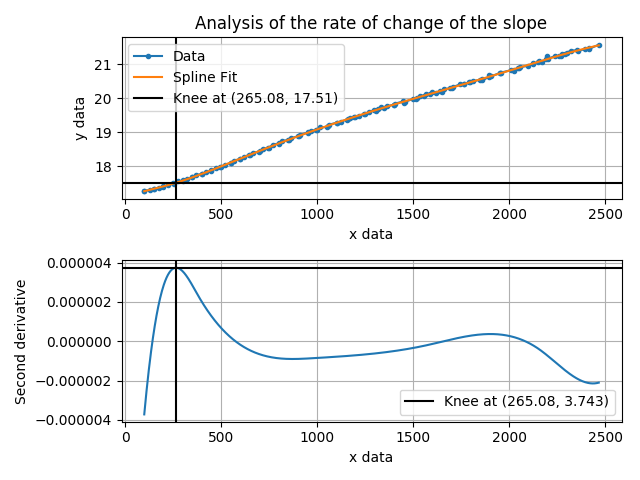 Analysis of the rate of change of the slope
Data
Spline Fit
Knee at (265.08, 17.51)
y data
21
20
19
18
0 500 1000 1500 2000 2500
x data
Second derivative
0.000004
0.000002
0.000000
−0.000002
−0.000004
Knee at (265.08, 3.743)
0 500 1000 1500 2000 2500
x data